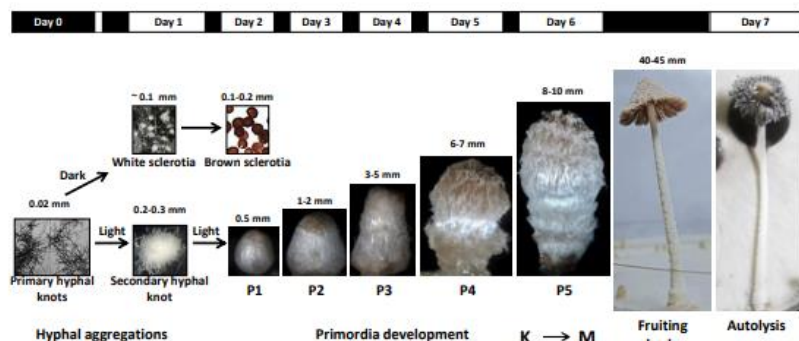 Day 0 Day 1 Day 2 Day 3 Day 4 Day 5 Day 6 Day 7
40-45 mm
8-10 mm
~0.1 mm 0.1-0.2 mm
6-7 mm
3-5 mm
White sclerotia Brown sclerotia
Dark
1-2 mm
0.02 mm 0.2-0.3 mm
0.5 mm
Light Light
Primary hyphal knots
Secondary hyphal knot
P1 P2 P3 P4 P5
Fruiting
Autolysis
Hyphal aggregations Primordia development K → M